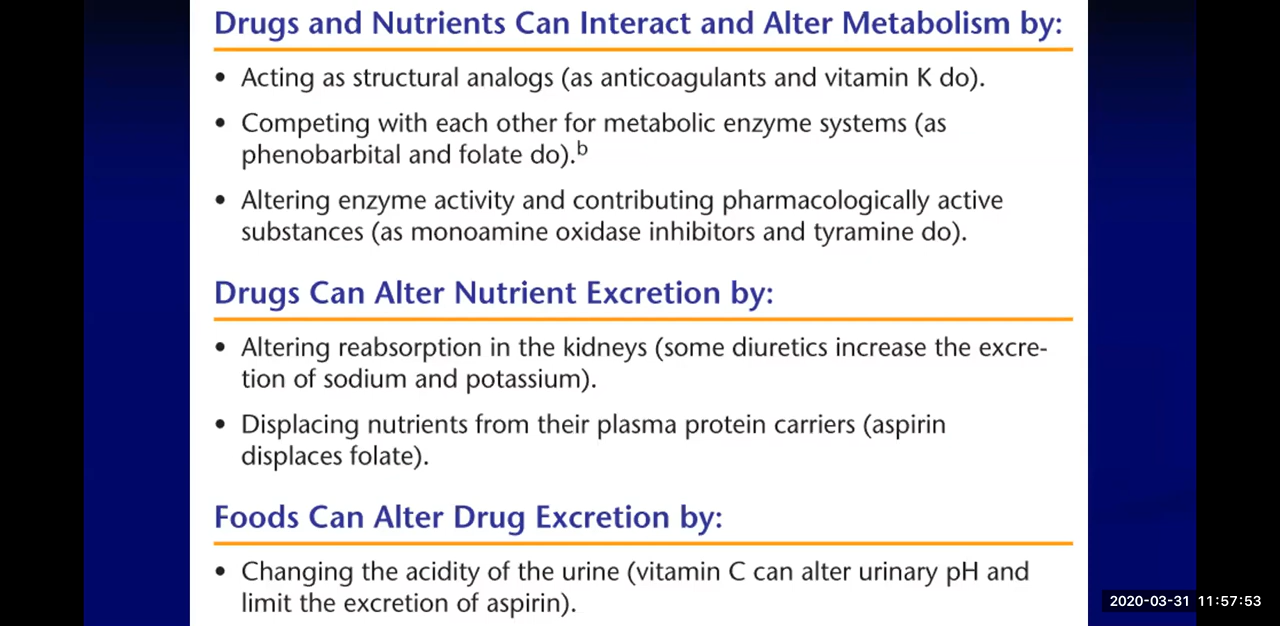 Drugs and Nutrients Can Interact and Alter Metabolism by:
• Acting as structural analogs (as anticoagulants and vitamin K do).
• Competing with each other for metabolic enzyme systems (as
phenobarbital and folate do).b
• Altering enzyme activity and contributing pharmacologically active
substances (as monoamine oxidase inhibitors and tyramine do).
Drugs Can Alter Nutrient Excretion by:
• Altering reabsorption in the kidneys (some diuretics increase the excre-
tion of sodium and potassium).
• Displacing nutrients from their plasma protein carriers (aspirin
displaces folate).
Foods Can Alter Drug Excretion by:
• Changing the acidity of the urine (vitamin C can alter urinary pH and
limit the excretion of aspirin).
2020-03-31 11:57:53